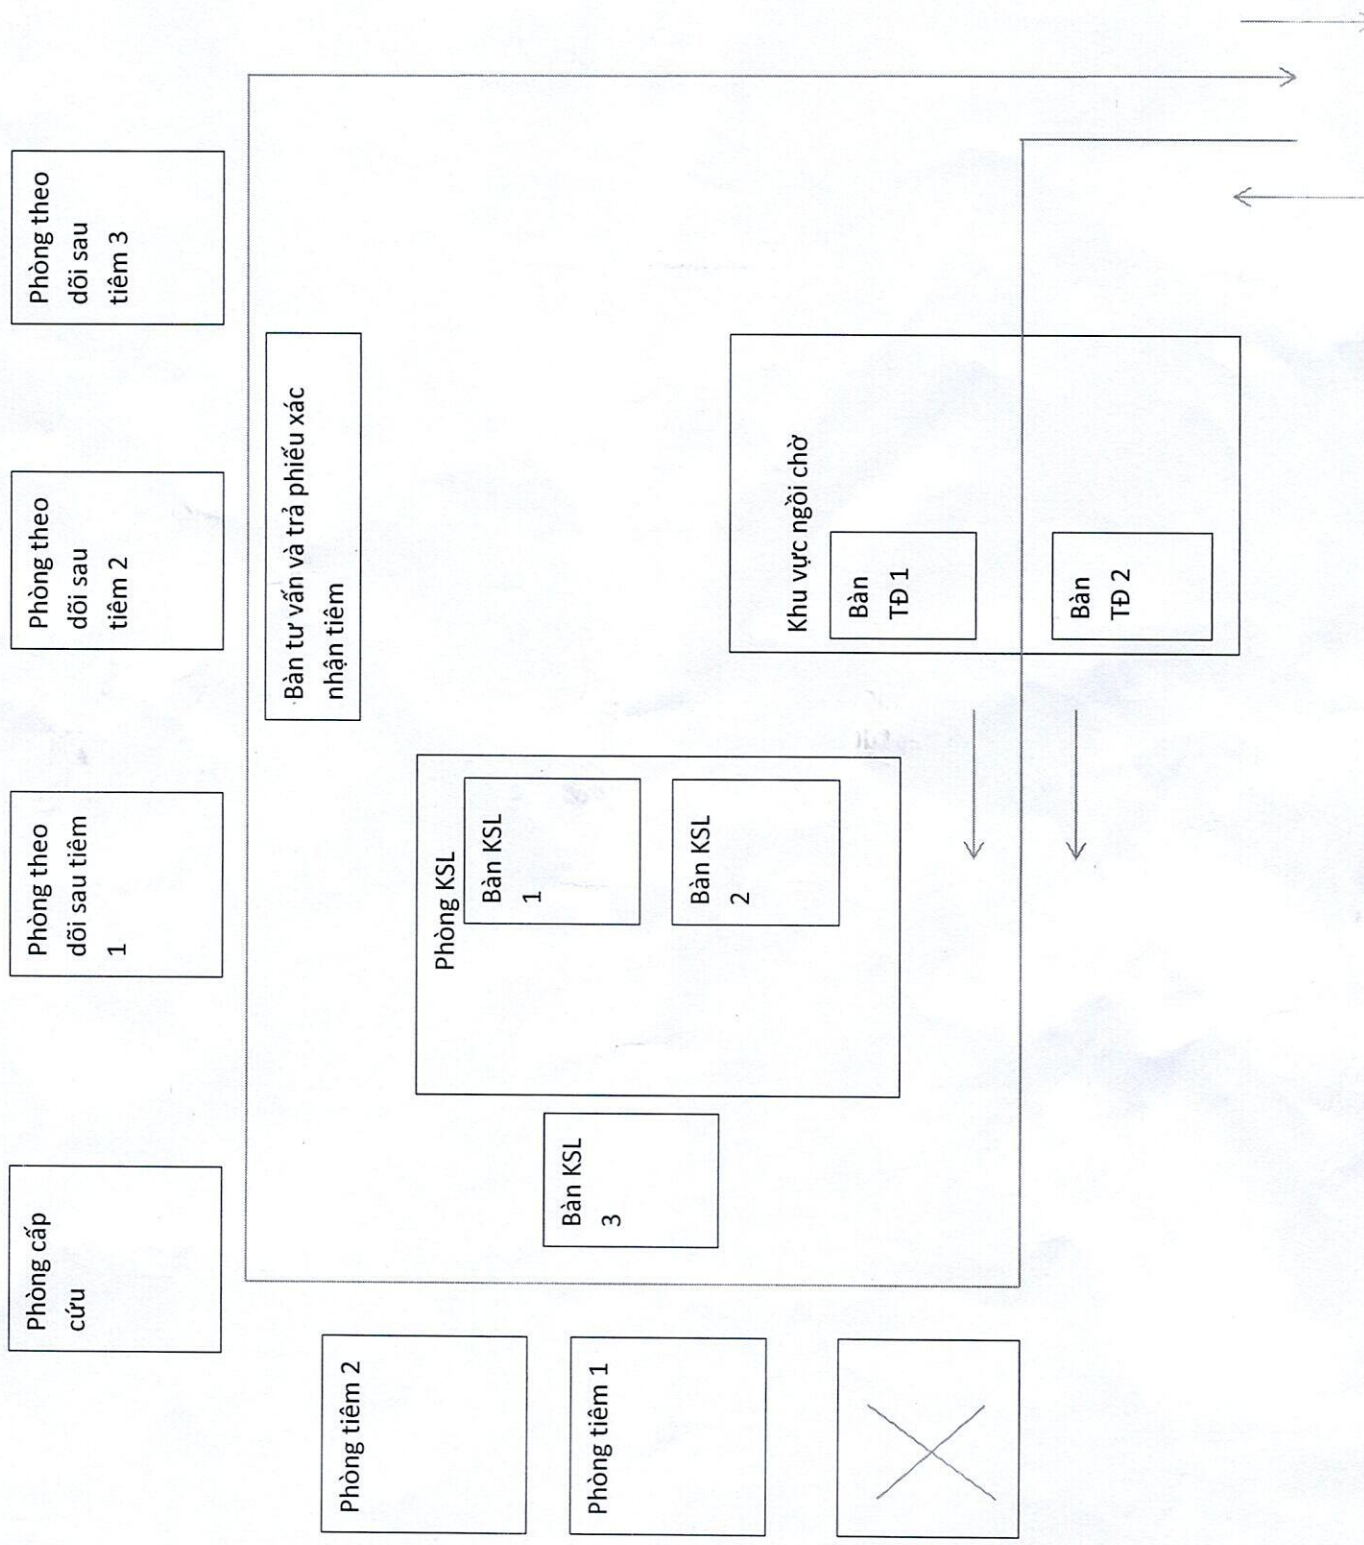 Phòng cấp
cứu
Phòng theo
dõi sau tiêm
1
Phòng theo
dõi sau
tiêm 2
Phòng theo
dõi sau
tiêm 3
Bàn tư vấn và trả phiếu xác
nhận tiêm
Phòng tiêm 2
Phòng KSL
Bàn KSL
1
Bàn KSL
3
Phòng tiêm 1
Bàn KSL
2
Khu vực ngồi chờ
Bàn
TĐ 1
Bàn
TĐ 2